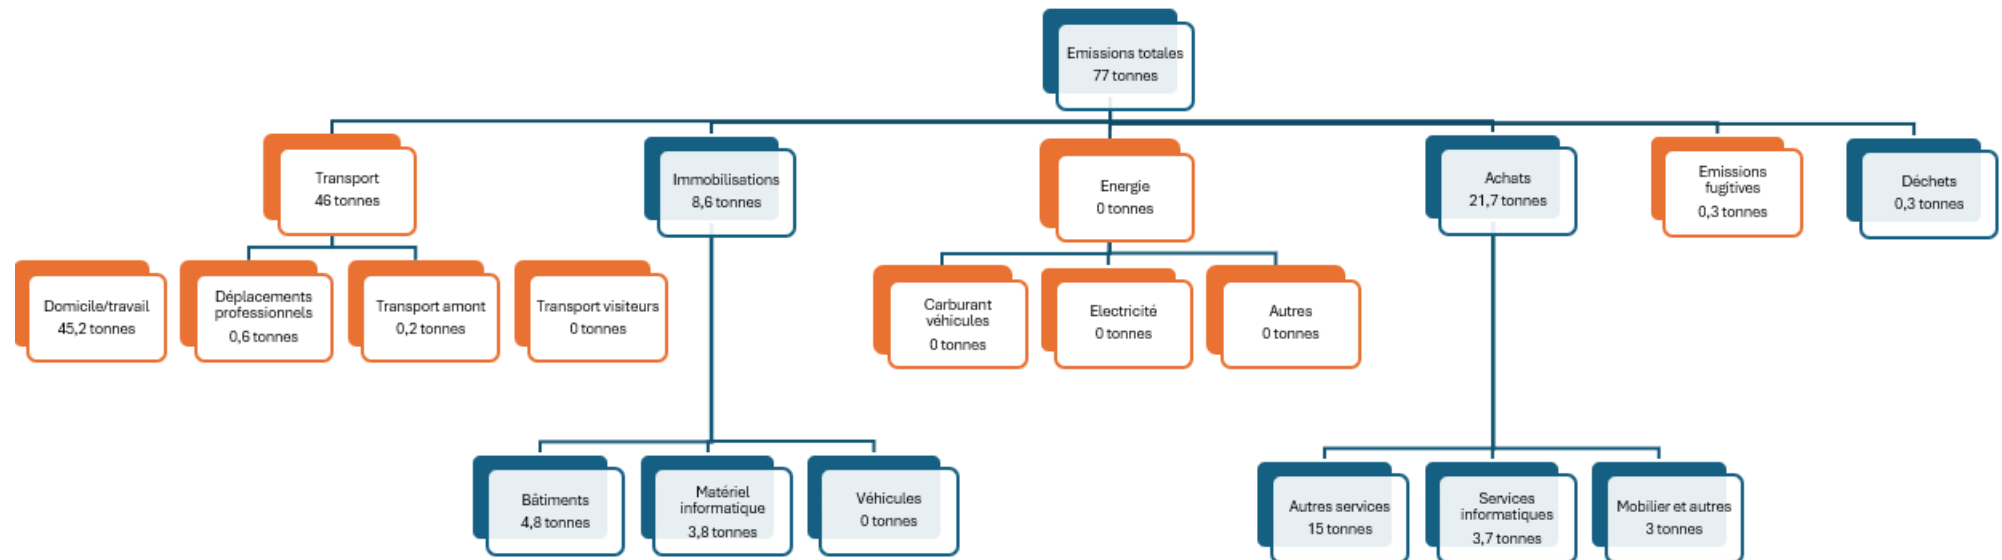 Emissions totales
77 tonnes
Transport
46 tonnes
Immobilisations
8,6 tonnes
Energie
0 tonnes
Achats
21,7 tonnes
Emissions
fugitives
0,3 tonnes
Déchets
0,3 tonnes
Domicile/travail
45,2 tonnes
Déplacements
professionnels
0,6 tonnes
Transport amont
0,2 tonnes
Transport visiteurs
0 tonnes
Carburant
véhicules
0 tonnes
Electricité
0 tonnes
Autres
0 tonnes
Bâtiments
4,8 tonnes
Matériel
informatique
3,8 tonnes
Véhicules
0 tonnes
Autres services
15 tonnes
Services
informatiques
3,7 tonnes
Mobilier et autres
3 tonnes